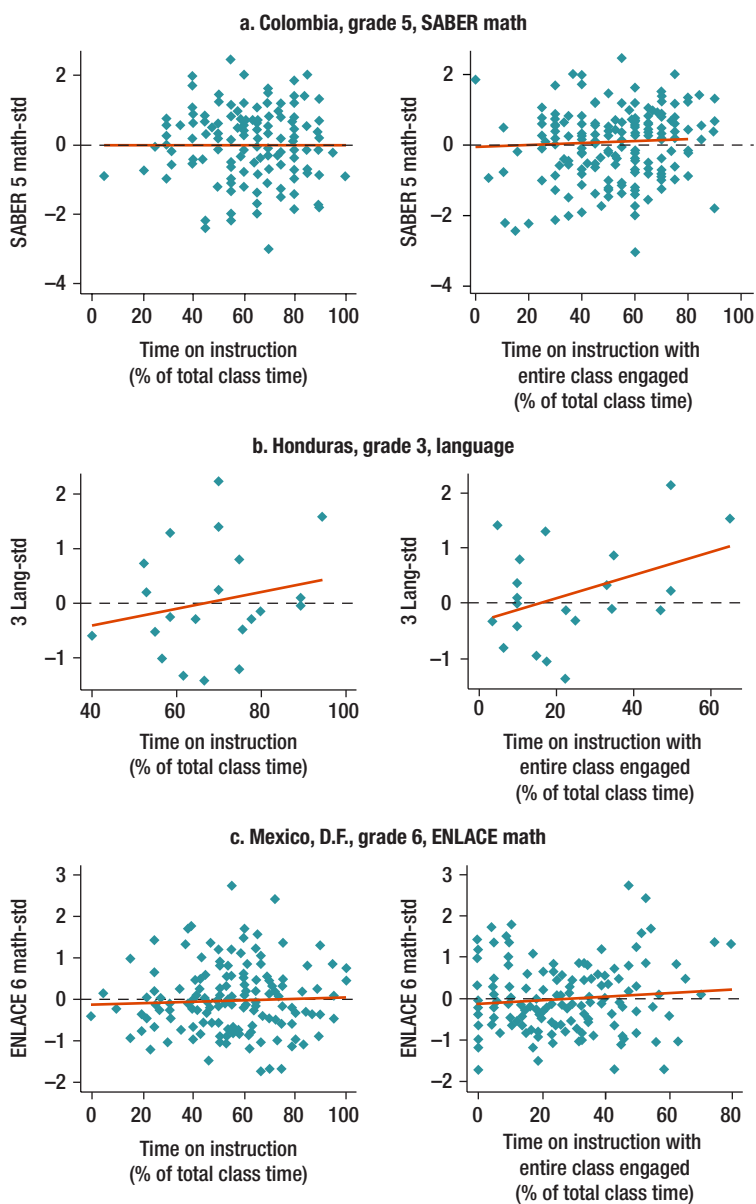 a. Colombia, grade 5, SABER math
SABER 5 math-std
2
0
–2
–4
0 20 40 60 80 100
Time on instruction
(% of total class time)
SABER 5 math-std
2
0
–2
–4
0 20 40 60 80 100
Time on instruction with
entire class engaged
(% of total class time)
b. Honduras, grade 3, language
3 Lang-std
2
1
0
–1
40 60 80 100
Time on instruction
(% of total class time)
3 Lang-std
2
1
0
–1
0 20 40 60
Time on instruction with
entire class engaged
(% of total class time)
c. Mexico, D.F., grade 6, ENLACE math
ENLACE 6 math-std
3
2
1
0
–1
–2
0 20 40 60 80 100
Time on instruction
(% of total class time)
ENLACE 6 math-std
3
2
1
0
–1
–2
0 20 40 60 80
Time on instruction with
entire class engaged
(% of total class time)